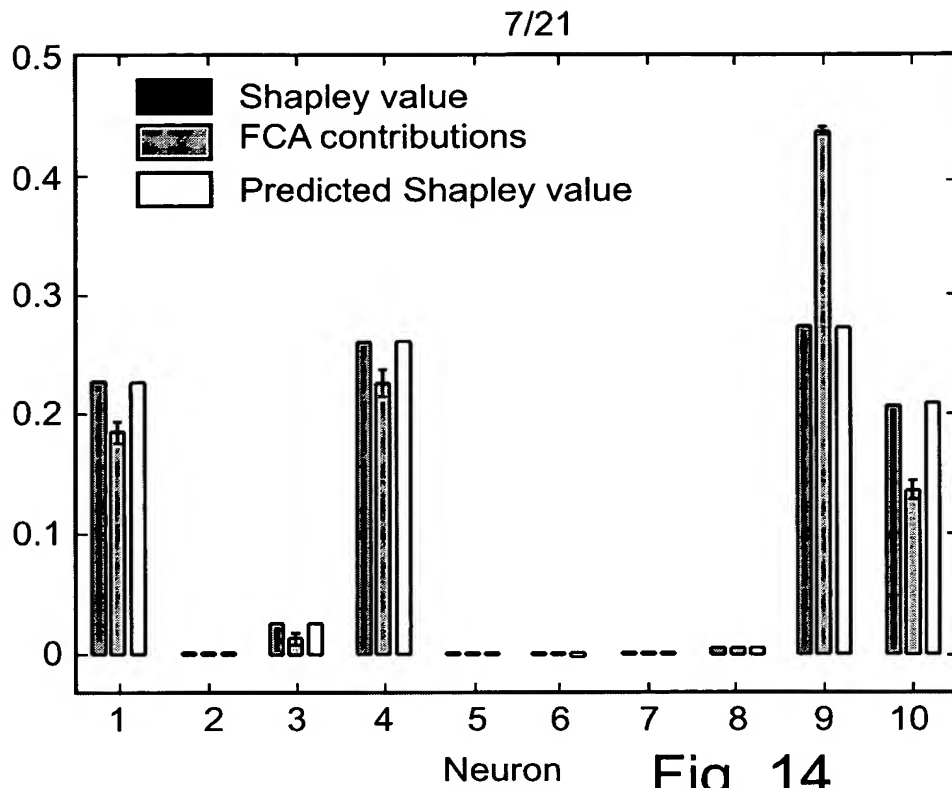 7/21
0.5
Shapley value
FCA contributions
0.4
Predicted Shapley value
0.3
0.2
0.1
0
1 2 3 4 5 6 7 8 9 10
Neuron
Fig 14